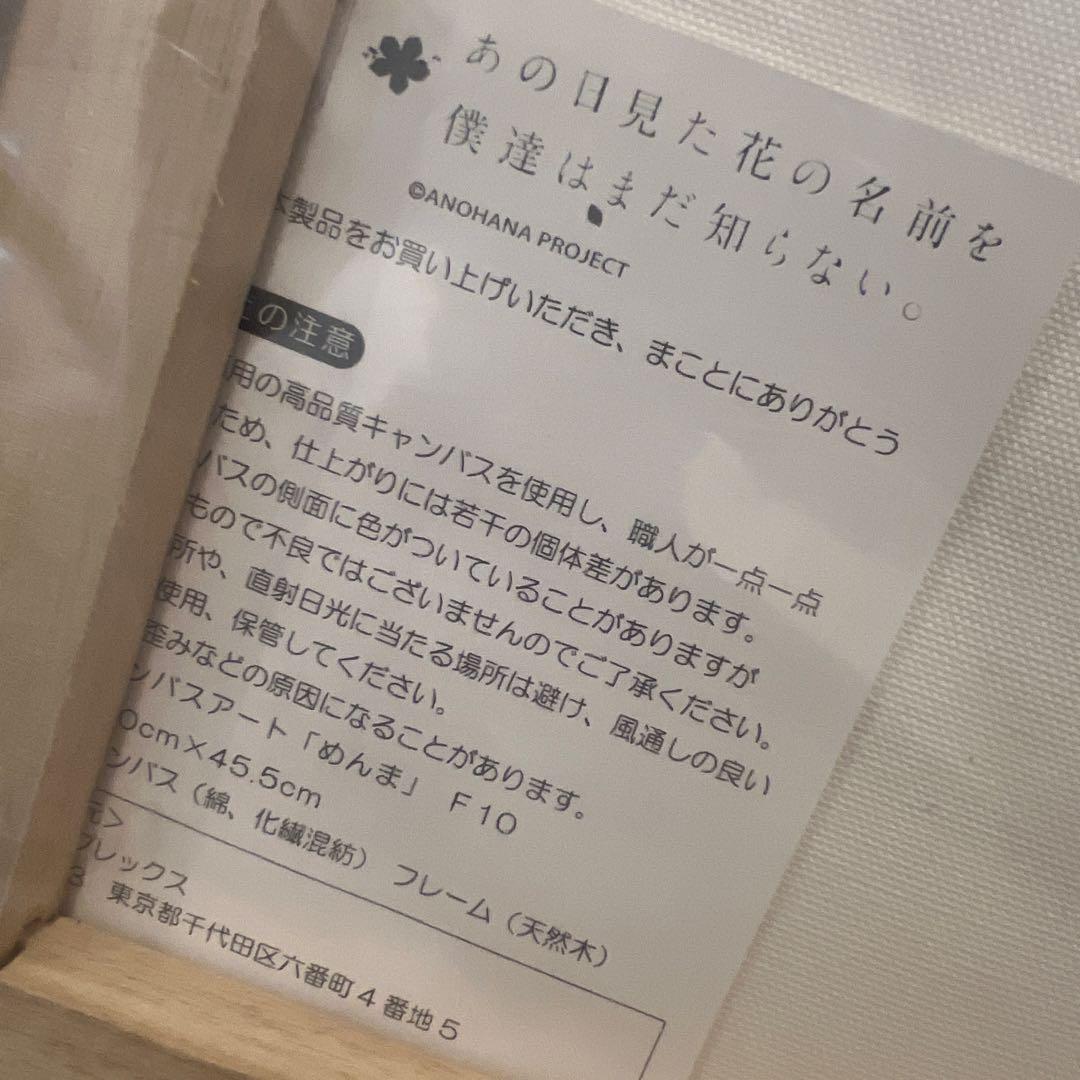 あの日見た花の名前を
僕達はまだ知らない。
©ANOHANA PROJECT
製品をお買い上げいただき、まことにありがとう
の注意
用の高品質キャンバスを使用し、職人が一点一点
ため、仕上がりには若干の個体差があります。
バスの側面に色がついていることがありますが
もので不良ではございませんのでご了承ください。
所や、直射日光に当たる場所は避け、風通しの良い
使用、保管してください。
歪みなどの原因になることがあります。
ンバスアート「めんま」 F10
0cm×45.5cm
ンバス（綿、化繊混紡） フレーム（天然木）
元＞
フレックス
3 東京都千代田区六番町4番地5